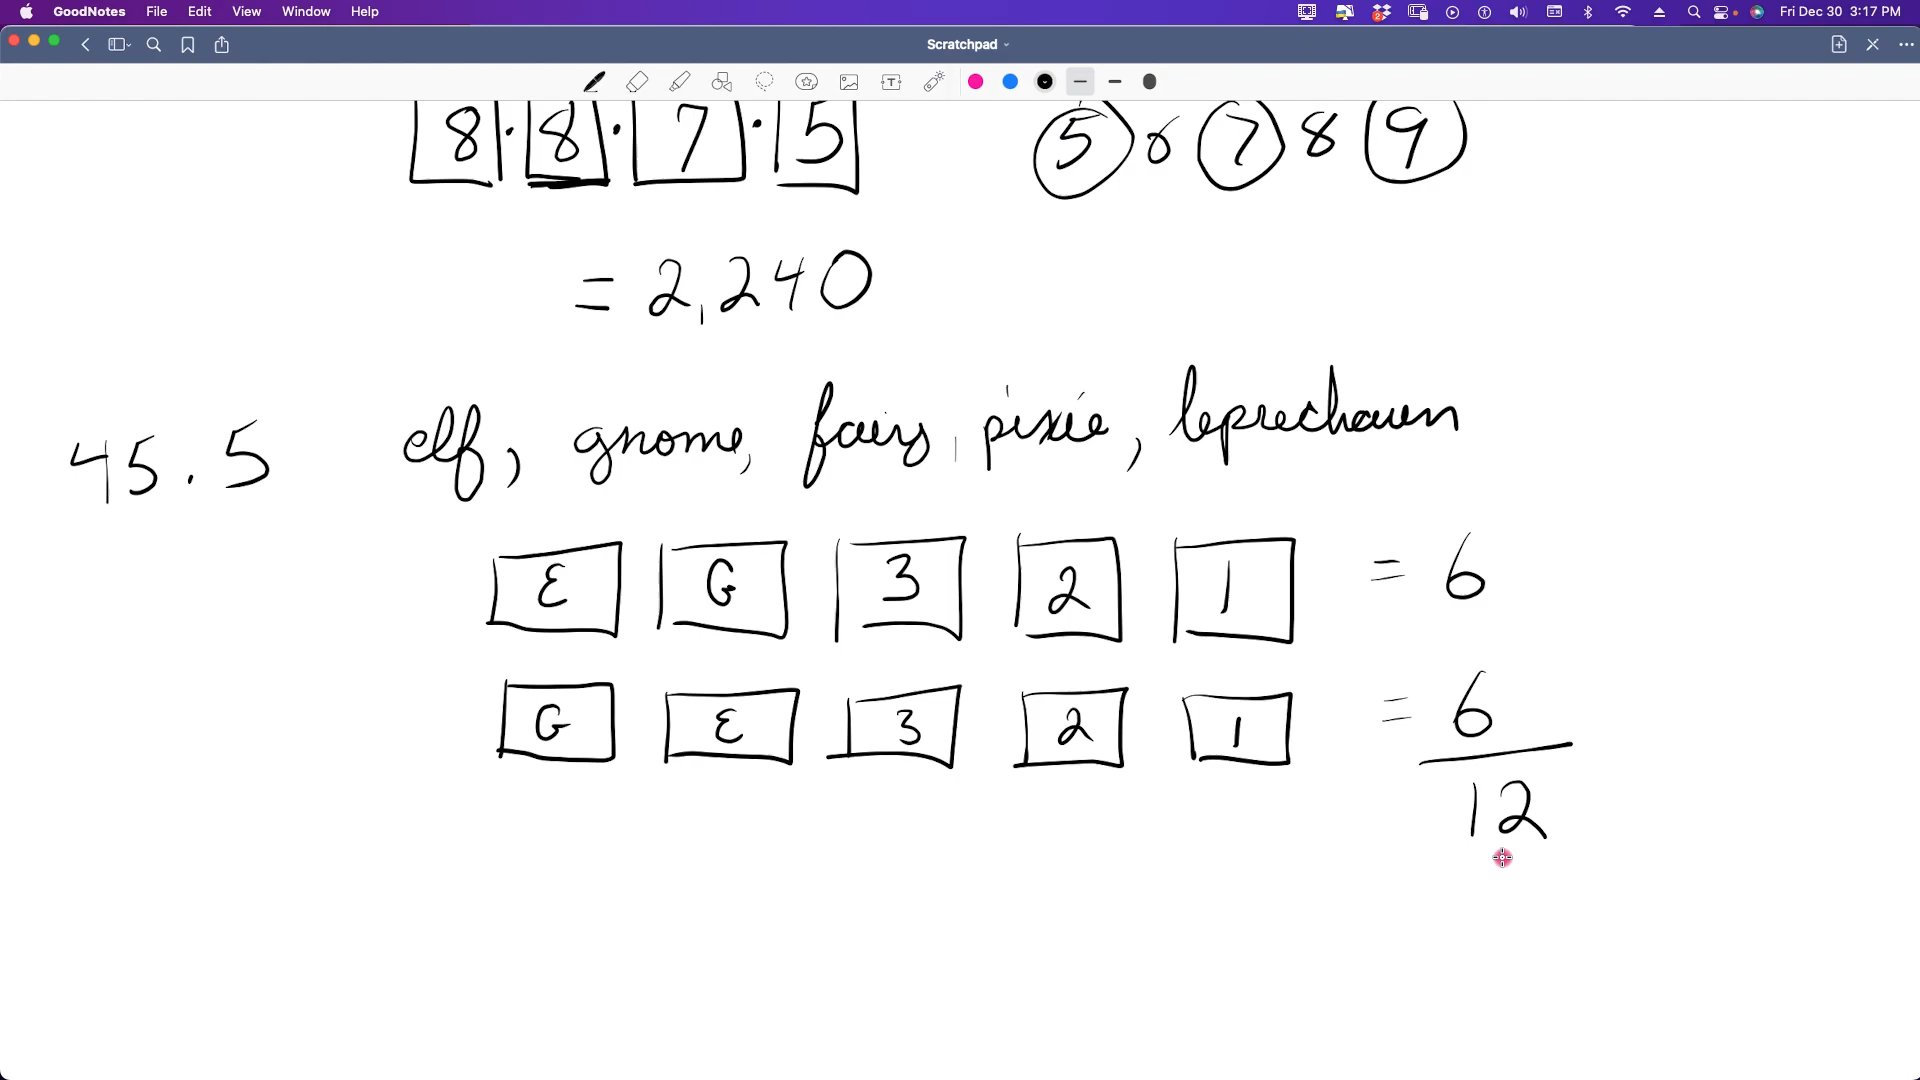 GoodNotes File Edit View Window Help 2 Fri Dec 30 3:17 PM
Scratchpad
T
8 · 8 · 7 · 5 5 6 7 8 9
= 2,240
45.5 elf, gnome, fairy, pixie, leprechaun
E G 3 2 1 = 6
G E 3 2 1 = 6
12